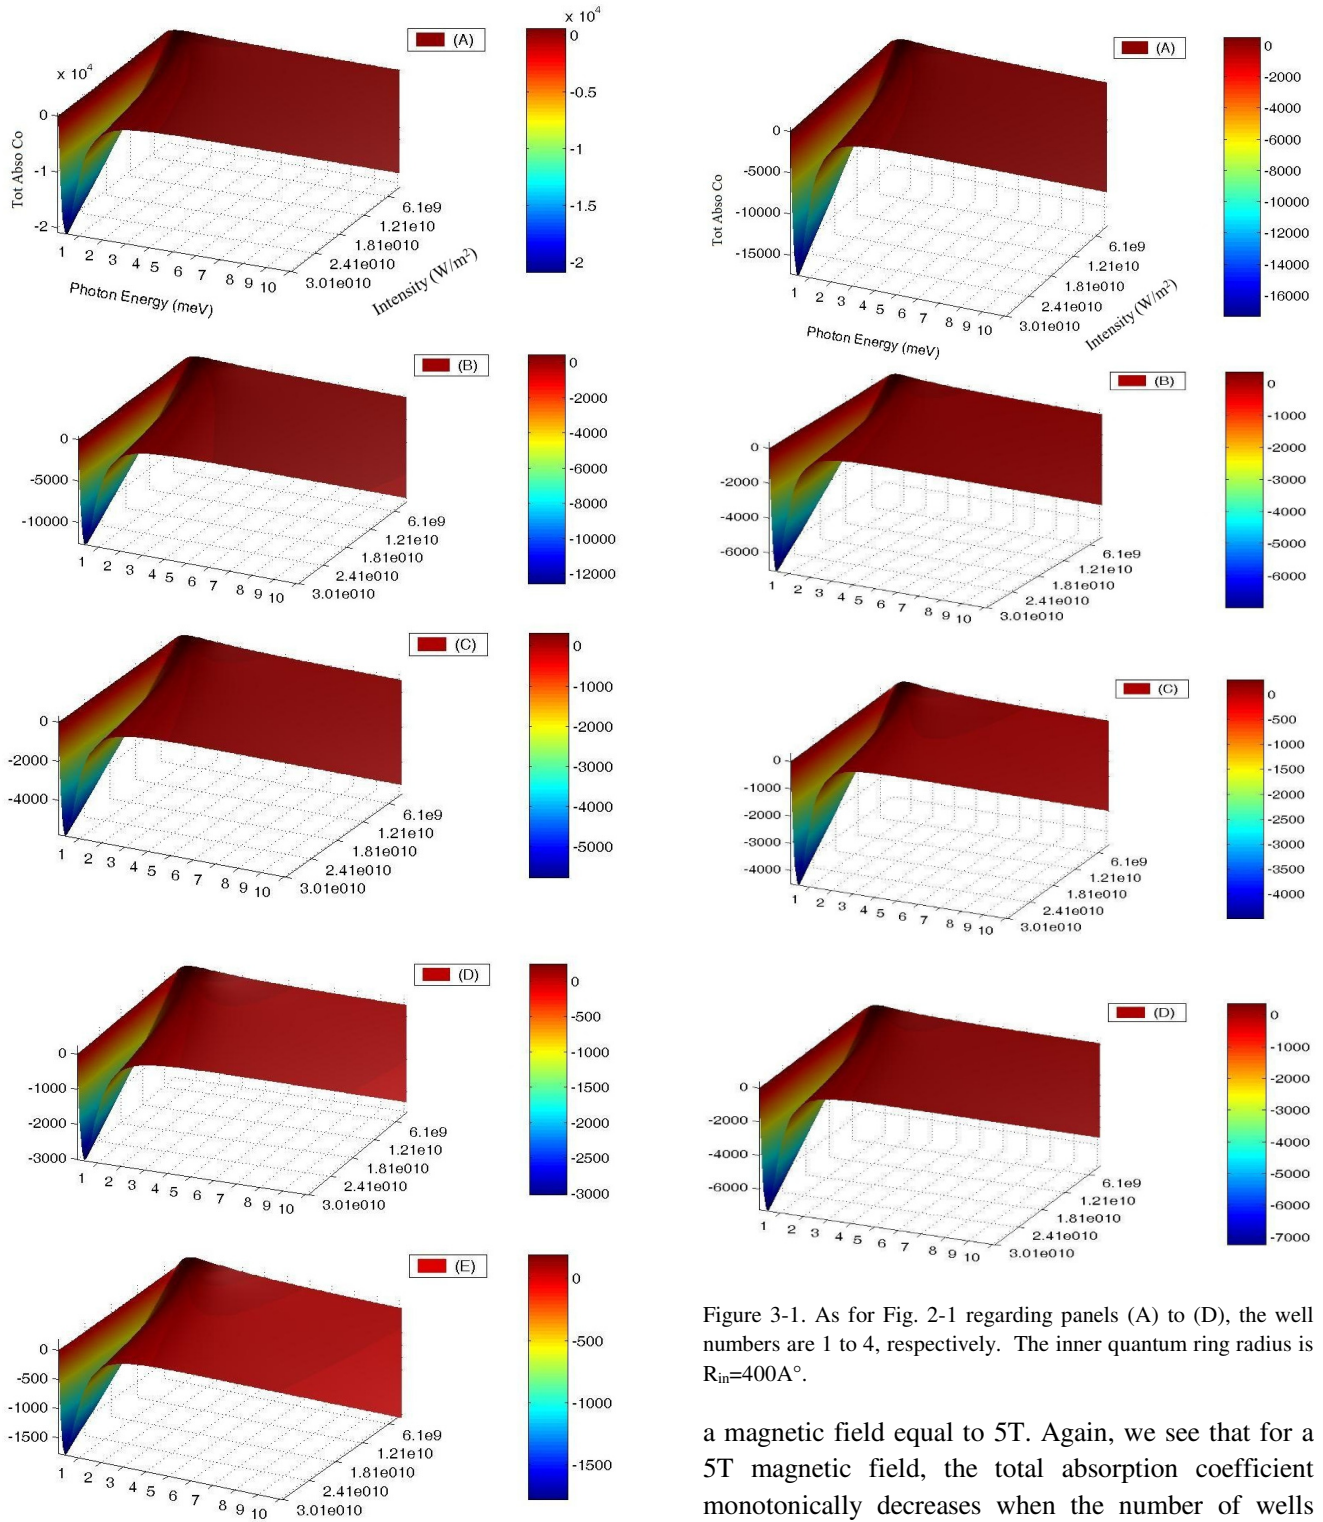 x 10⁴
(A)
0
-0.5
-1
-1.5
-2
x 10⁴
0
-1
-2
Tot Abso Co
1 2 3 4 5 6 7 8 9 10
Photon Energy (meV)
6.1e9
1.21e10
1.81e010
2.41e010
3.01e010
Intensity (W/m²)
(B)
0
-2000
-4000
-6000
-8000
-10000
-12000
0
-5000
-10000
1 2 3 4 5 6 7 8 9 10
6.1e9
1.21e10
1.81e010
2.41e010
3.01e010
(C)
0
-1000
-2000
-3000
-4000
-5000
0
-2000
-4000
1 2 3 4 5 6 7 8 9 10
6.1e9
1.21e10
1.81e010
2.41e010
3.01e010
(D)
0
-500
-1000
-1500
-2000
-2500
-3000
0
-1000
-2000
-3000
1 2 3 4 5 6 7 8 9 10
6.1e9
1.21e10
1.81e010
2.41e010
3.01e010
(E)
0
-500
-1000
-1500
0
-500
-1000
-1500
1 2 3 4 5 6 7 8 9 10
6.1e9
1.21e10
1.81e010
2.41e010
3.01e010
(A)
0
-2000
-4000
-6000
-8000
-10000
-12000
-14000
-16000
0
-5000
-10000
-15000
Tot Abso Co
1 2 3 4 5 6 7 8 9 10
Photon Energy (meV)
6.1e9
1.21e10
1.81e010
2.41e010
3.01e010
Intensity (W/m²)
(B)
0
-1000
-2000
-3000
-4000
-5000
-6000
0
-2000
-4000
-6000
1 2 3 4 5 6 7 8 9 10
6.1e9
1.21e10
1.81e010
2.41e010
3.01e010
(C)
0
-500
-1000
-1500
-2000
-2500
-3000
-3500
-4000
0
-1000
-2000
-3000
-4000
1 2 3 4 5 6 7 8 9 10
6.1e9
1.21e10
1.81e010
2.41e010
3.01e010
(D)
0
-1000
-2000
-3000
-4000
-5000
-6000
-7000
0
-2000
-4000
-6000
1 2 3 4 5 6 7 8 9 10
6.1e9
1.21e10
1.81e010
2.41e010
3.01e010
Figure 3-1. As for Fig. 2-1 regarding panels (A) to (D), the well
numbers are 1 to 4, respectively. The inner quantum ring radius is
Rᵢₙ=400A°.
a magnetic field equal to 5T. Again, we see that for a
5T magnetic field, the total absorption coefficient
monotonically decreases when the number of wells